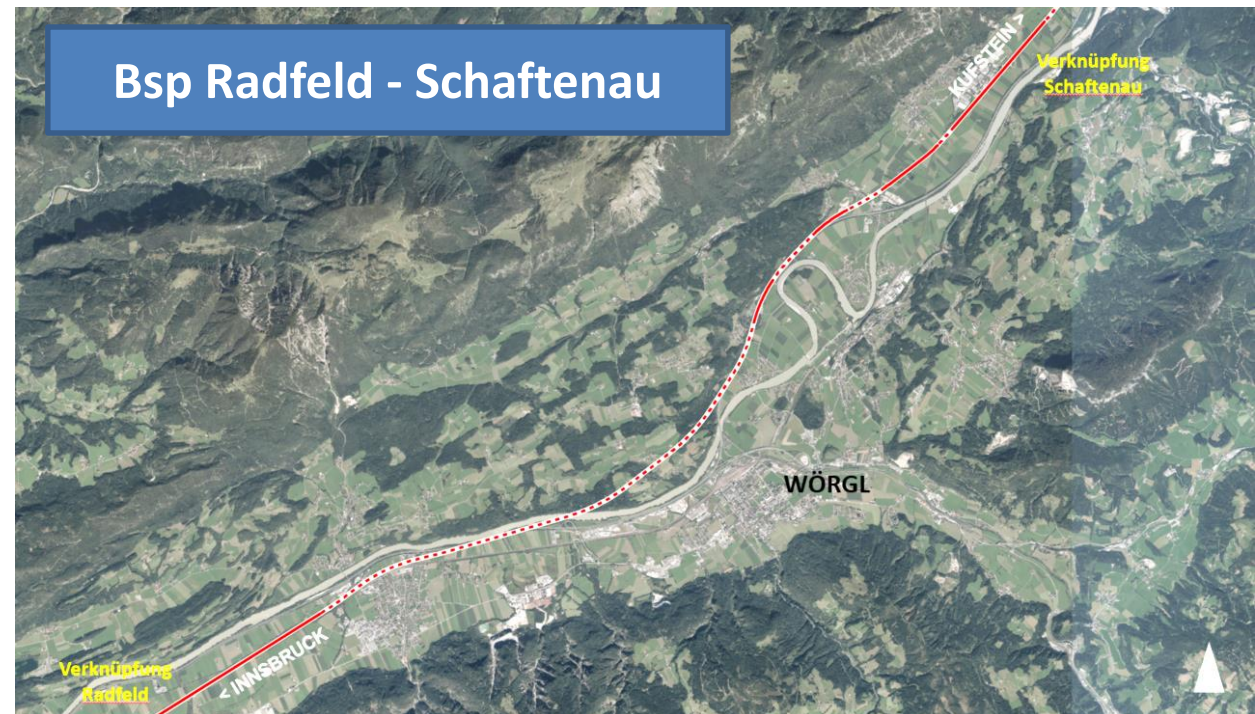 Bsp Radfeld - Schaftenau
KUFSTEIN >
Verknüpfung
Schaftenau
WÖRGL
< INNSBRUCK
Verknüpfung
Radfeld